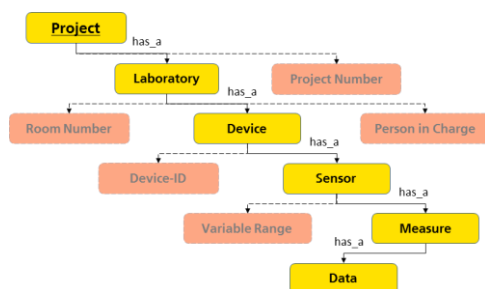 Project
has_a
Laboratory
Project Number
has_a
Room Number
Device
Person in Charge
has_a
Device-ID
Sensor
has_a
Variable Range
Measure
has_a
Data